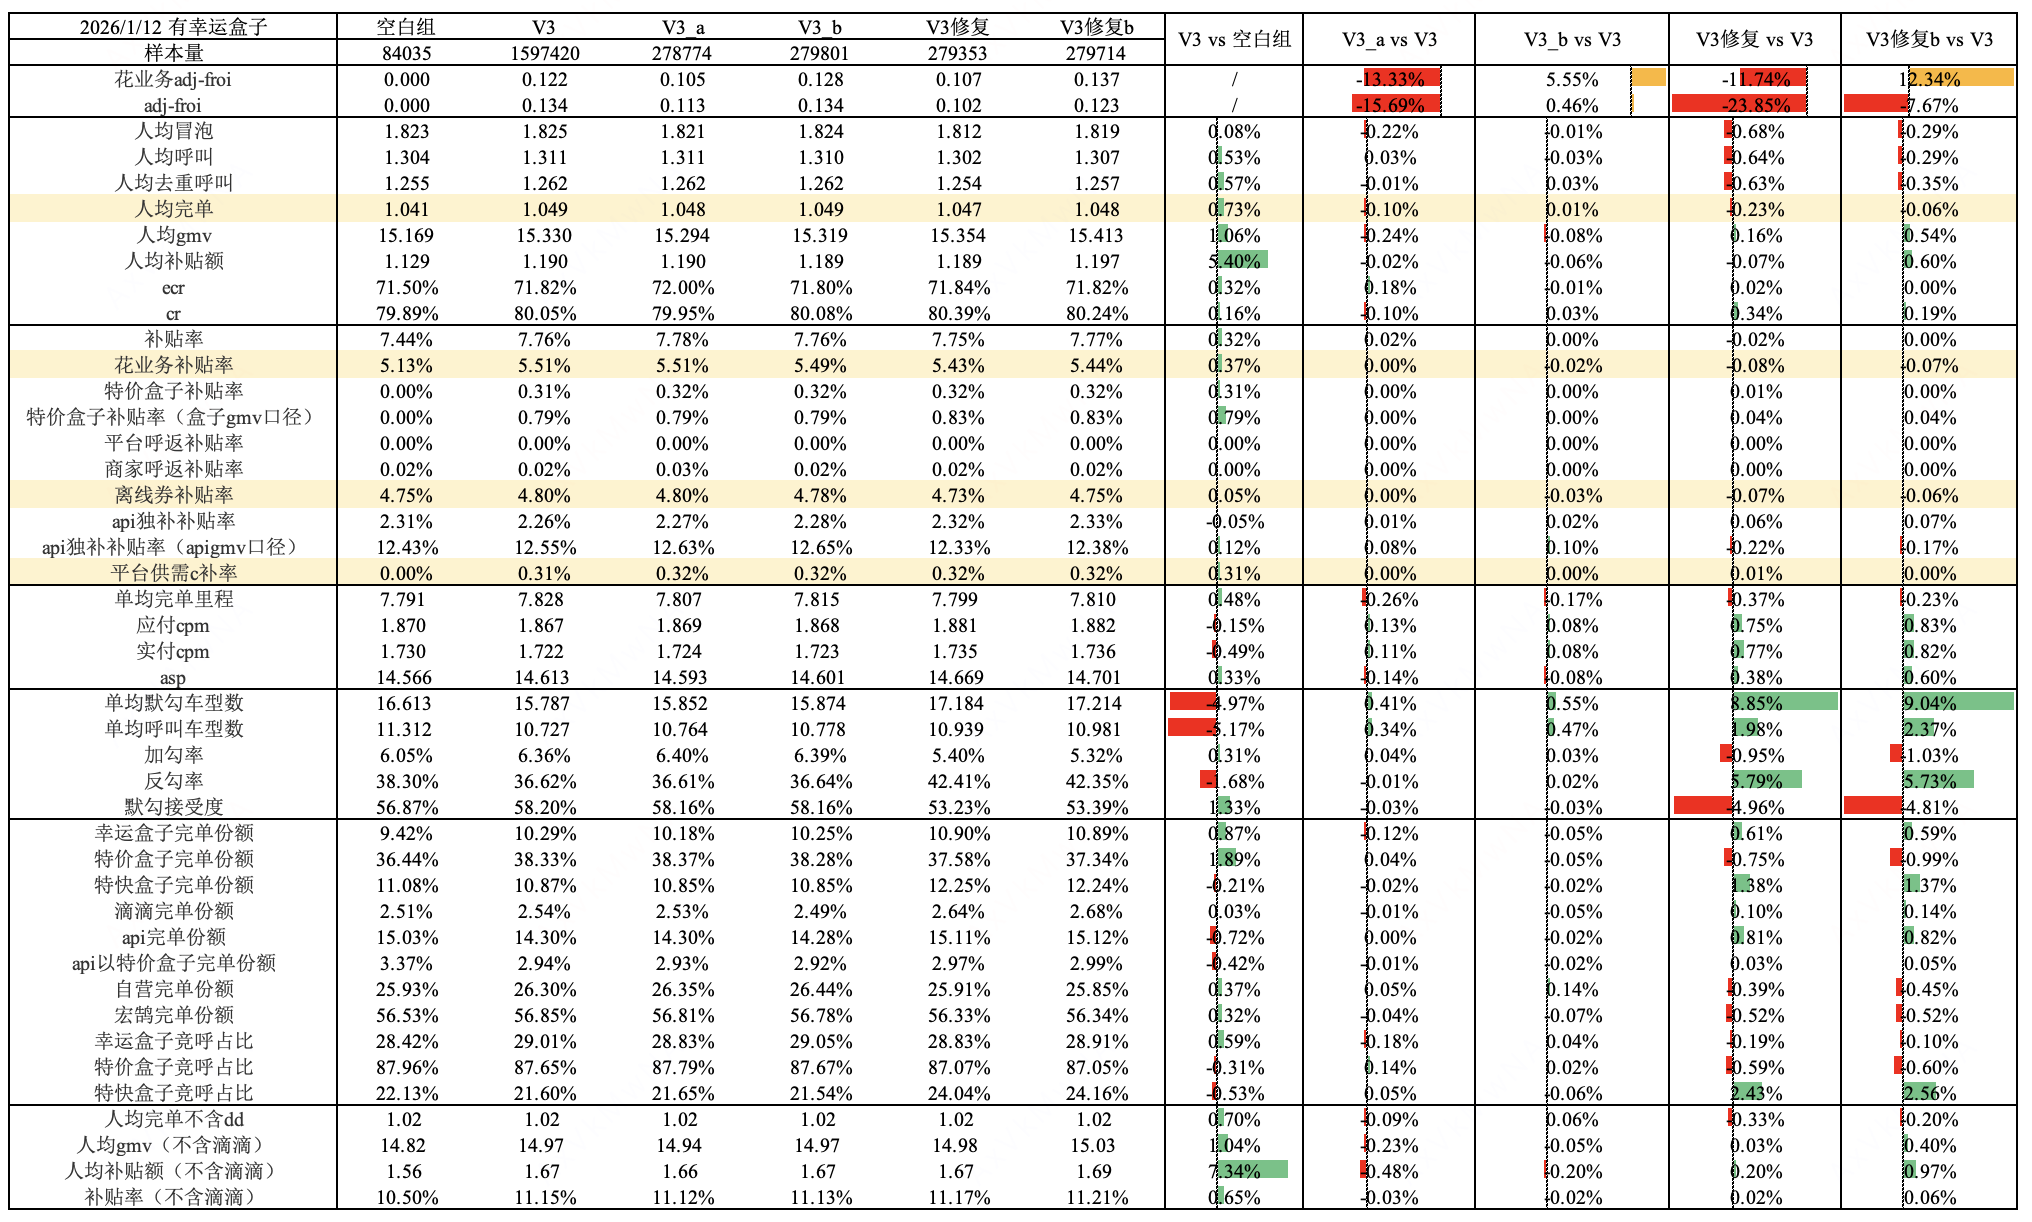 2026/1/12 有幸运盒子 空白组 V3 V3_a V3_b V3修复 V3修复b V3 vs 空白组 V3_a vs V3 V3_b vs V3 V3修复 vs V3 V3修复b vs V3
样本量 84035 1597420 278774 279801 279353 279714
花业务adj-froi 0.000 0.122 0.105 0.128 0.107 0.137 / -13.33% 5.55% -11.74% 12.34%
adj-froi 0.000 0.134 0.113 0.134 0.102 0.123 / -15.69% 0.46% -23.85% -7.67%
人均冒泡 1.823 1.825 1.821 1.824 1.812 1.819 0.08% -0.22% -0.01% -0.68% -0.29%
人均呼叫 1.304 1.311 1.311 1.310 1.302 1.307 0.53% 0.03% -0.03% -0.64% -0.29%
人均去重呼叫 1.255 1.262 1.262 1.262 1.254 1.257 0.57% -0.01% 0.03% -0.63% -0.35%
人均完单 1.041 1.049 1.048 1.049 1.047 1.048 0.73% -0.10% 0.01% -0.23% -0.06%
人均gmv 15.169 15.330 15.294 15.319 15.354 15.413 1.06% -0.24% -0.08% 0.16% 0.54%
人均补贴额 1.129 1.190 1.190 1.189 1.189 1.197 5.40% -0.02% -0.06% -0.07% 0.60%
ecr 71.50% 71.82% 72.00% 71.80% 71.84% 71.82% 0.32% 0.18% -0.01% 0.02% 0.00%
cr 79.89% 80.05% 79.95% 80.08% 80.39% 80.24% 0.16% -0.10% 0.03% 0.34% 0.19%
补贴率 7.44% 7.76% 7.78% 7.76% 7.75% 7.77% 0.32% 0.02% 0.00% -0.02% 0.00%
花业务补贴率 5.13% 5.51% 5.51% 5.49% 5.43% 5.44% 0.37% 0.00% -0.02% -0.08% -0.07%
特价盒子补贴率 0.00% 0.31% 0.32% 0.32% 0.32% 0.32% 0.31% 0.00% 0.00% 0.01% 0.00%
特价盒子补贴率（盒子gmv口径） 0.00% 0.79% 0.79% 0.79% 0.83% 0.83% 0.79% 0.00% 0.00% 0.04% 0.04%
平台呼返补贴率 0.00% 0.00% 0.00% 0.00% 0.00% 0.00% 0.00% 0.00% 0.00% 0.00% 0.00%
商家呼返补贴率 0.02% 0.02% 0.03% 0.02% 0.02% 0.02% 0.00% 0.00% 0.00% 0.00% 0.00%
离线券补贴率 4.75% 4.80% 4.80% 4.78% 4.73% 4.75% 0.05% 0.00% -0.03% -0.07% -0.06%
api独补补贴率 2.31% 2.26% 2.27% 2.28% 2.32% 2.33% -0.05% 0.01% 0.02% 0.06% 0.07%
api独补补贴率（apigmv口径） 12.43% 12.55% 12.63% 12.65% 12.33% 12.38% 0.12% 0.08% 0.10% -0.22% -0.17%
平台供需c补率 0.00% 0.31% 0.32% 0.32% 0.32% 0.32% 0.31% 0.00% 0.00% 0.01% 0.00%
单均完单里程 7.791 7.828 7.807 7.815 7.799 7.810 0.48% -0.26% -0.17% -0.37% -0.23%
应付cpm 1.870 1.867 1.869 1.868 1.881 1.882 -0.15% 0.13% 0.08% 0.75% 0.83%
实付cpm 1.730 1.722 1.724 1.723 1.735 1.736 -0.49% 0.11% 0.08% 0.77% 0.82%
asp 14.566 14.613 14.593 14.601 14.669 14.701 0.33% -0.14% -0.08% 0.38% 0.60%
单均默勾车型数 16.613 15.787 15.852 15.874 17.184 17.214 -4.97% 0.41% 0.55% 8.85% 9.04%
单均呼叫车型数 11.312 10.727 10.764 10.778 10.939 10.981 -5.17% 0.34% 0.47% 1.98% 2.37%
加勾率 6.05% 6.36% 6.40% 6.39% 5.40% 5.32% 0.31% 0.04% 0.03% -0.95% -1.03%
反勾率 38.30% 36.62% 36.61% 36.64% 42.41% 42.35% -1.68% -0.01% 0.02% 5.79% 5.73%
默勾接受度 56.87% 58.20% 58.16% 58.16% 53.23% 53.39% 1.33% -0.03% -0.03% -4.96% -4.81%
幸运盒子完单份额 9.42% 10.29% 10.18% 10.25% 10.90% 10.89% 0.87% -0.12% -0.05% 0.61% 0.59%
特价盒子完单份额 36.44% 38.33% 38.37% 38.28% 37.58% 37.34% 1.89% 0.04% -0.05% -0.75% -0.99%
特快盒子完单份额 11.08% 10.87% 10.85% 10.85% 12.25% 12.24% -0.21% -0.02% -0.02% 1.38% 1.37%
滴滴完单份额 2.51% 2.54% 2.53% 2.49% 2.64% 2.68% 0.03% -0.01% -0.05% 0.10% 0.14%
api完单份额 15.03% 14.30% 14.30% 14.28% 15.11% 15.12% -0.72% 0.00% -0.02% 0.81% 0.82%
api以特价盒子完单份额 3.37% 2.94% 2.93% 2.92% 2.97% 2.99% -0.42% -0.01% -0.02% 0.03% 0.05%
自营完单份额 25.93% 26.30% 26.35% 26.44% 25.91% 25.85% 0.37% 0.05% 0.14% -0.39% -0.45%
宏鹄完单份额 56.53% 56.85% 56.81% 56.78% 56.33% 56.34% 0.32% -0.04% -0.07% -0.52% -0.52%
幸运盒子竞呼占比 28.42% 29.01% 28.83% 29.05% 28.83% 28.91% 0.59% -0.18% 0.04% -0.19% -0.10%
特价盒子竞呼占比 87.96% 87.65% 87.79% 87.67% 87.07% 87.05% -0.31% 0.14% 0.02% -0.59% -0.60%
特快盒子竞呼占比 22.13% 21.60% 21.65% 21.54% 24.04% 24.16% -0.53% 0.05% -0.06% 2.43% 2.56%
人均完单不含dd 1.02 1.02 1.02 1.02 1.02 1.02 0.70% -0.09% 0.06% -0.33% -0.20%
人均gmv（不含滴滴） 14.82 14.97 14.94 14.97 14.98 15.03 1.04% -0.23% -0.05% 0.03% 0.40%
人均补贴额（不含滴滴） 1.56 1.67 1.66 1.67 1.67 1.69 7.34% -0.48% -0.20% 0.20% 0.97%
补贴率（不含滴滴） 10.50% 11.15% 11.12% 11.13% 11.17% 11.21% 0.65% -0.03% -0.02% 0.02% 0.06%